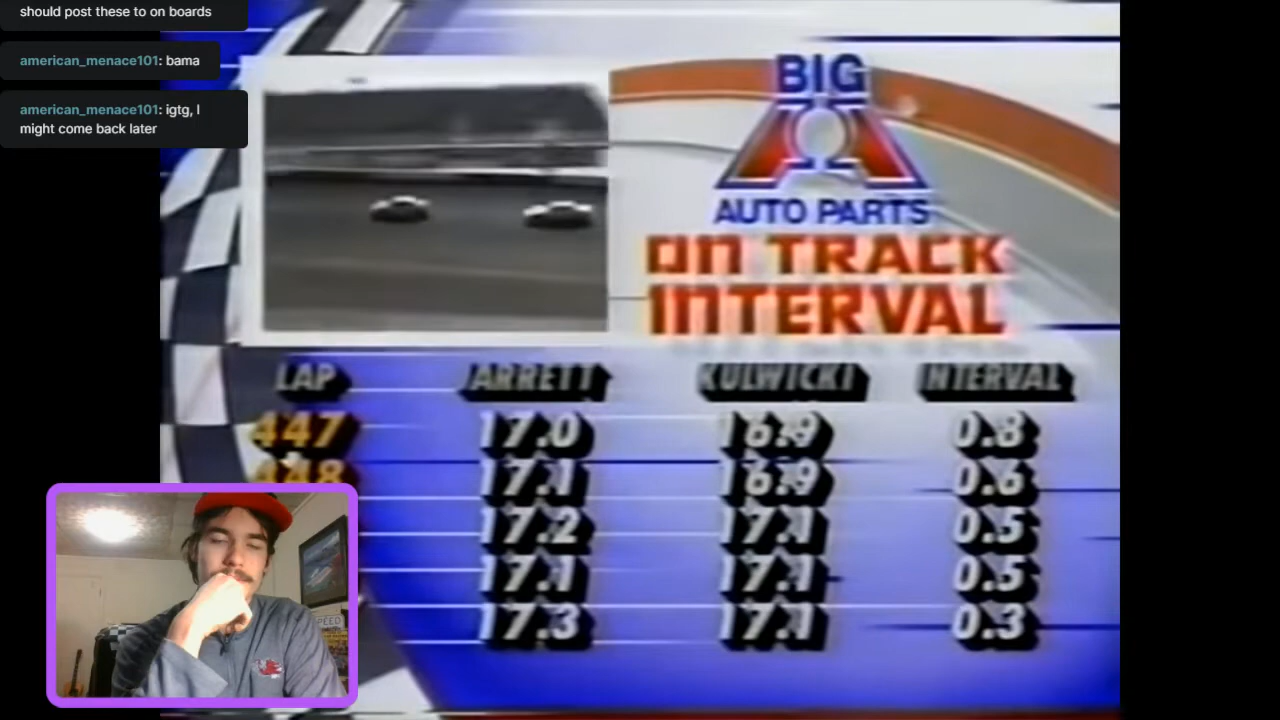 should post these to on boards
american_menace101: bama
american_menace101: igtg, I
might come back later
BIG
A
AUTO PARTS
ON TRACK
INTERVAL
LAP JARRETT KULWICKI INTERVAL
447 17.0 16.9 0.8
448 17.1 16.9 0.6
17.2 17.1 0.5
17.1 17.1 0.5
17.3 17.1 0.3
SPEED